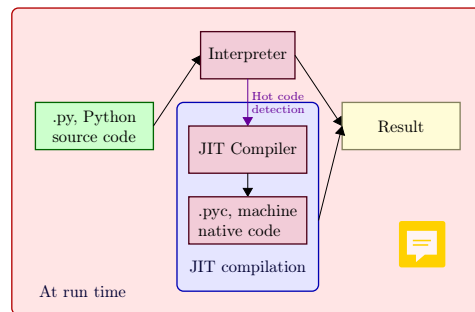 Interpreter
Hot code
detection
.py, Python
source code
JIT Compiler
Result
.pyc, machine
native code
JIT compilation
At run time